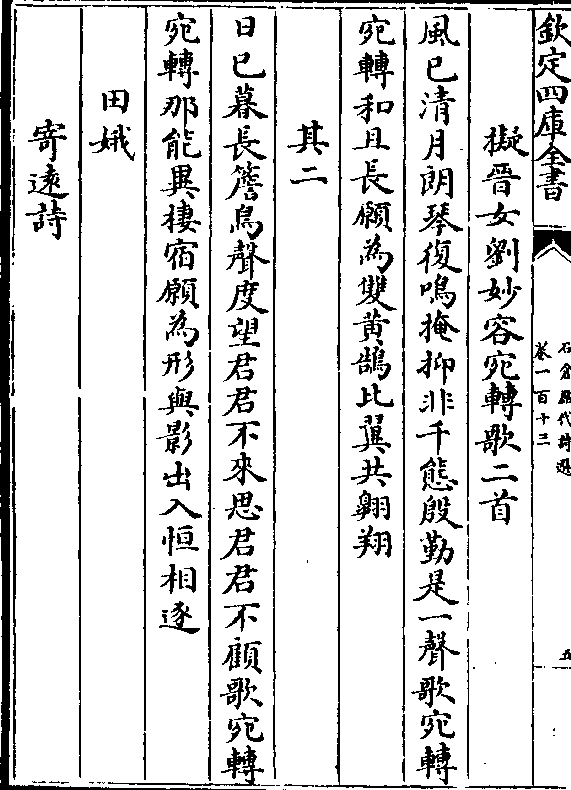 欽定四庫全書
石倉歷代詩選
卷一百十三
五
擬晉女劉妙容宛轉歌二首
風已清月朗琴復鳴掩抑非千態殷勤是一聲歌宛轉
宛轉和且長願為雙黃鵠比翼共翱翔
其二
日已暮長簷鳥聲度望君君不來思君君不顧歌宛轉
宛轉那能異棲宿願為形與影出入恒相逐
田娥
寄遠詩